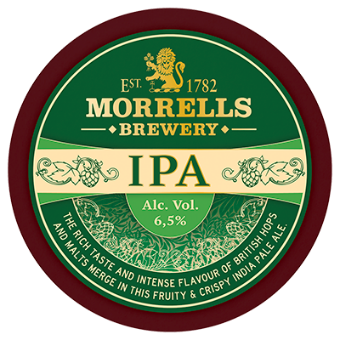 EST. 1782
MORRELLS
BREWERY
IPA
Alc. Vol.
6,5%
THE RICH TASTE AND INTENSE FLAVOUR OF BRITISH HOPS
AND MALTS MERGE IN THIS FRUITY & CRISPY INDIA PALE ALE.